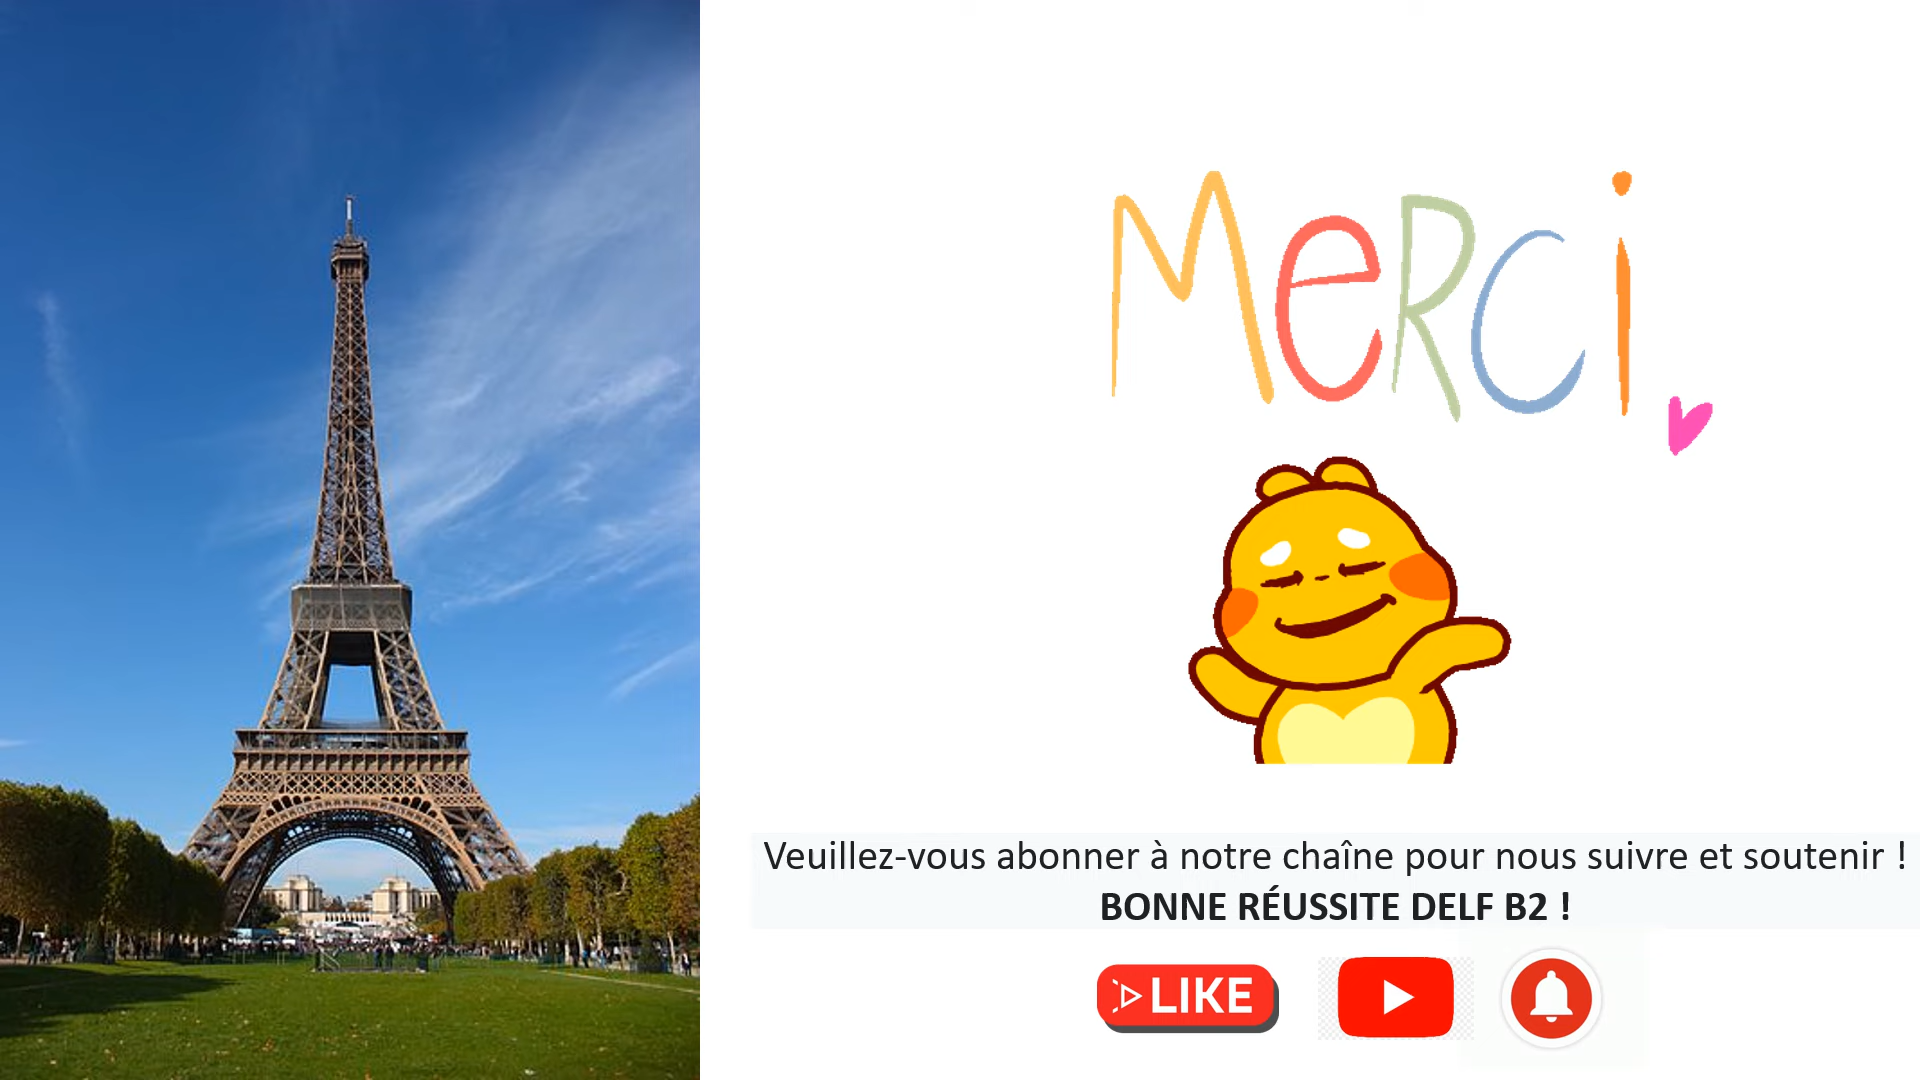 MeRCi
Veuillez-vous abonner à notre chaîne pour nous suivre et soutenir !
BONNE RÉUSSITE DELF B2 !
LIKE